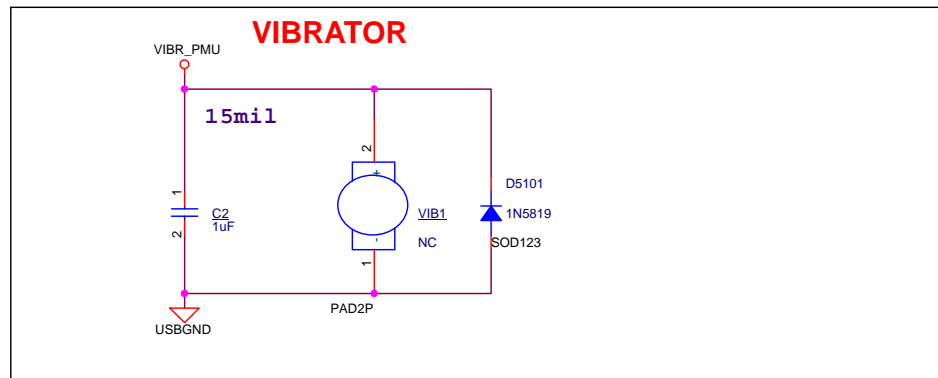 VIBRATOR
VIBR_PMU
15mil
2
+
D5101
1
C2
VIB1
1N5819
1uF
2
-
NC
SOD123
1
PAD2P
USBGND